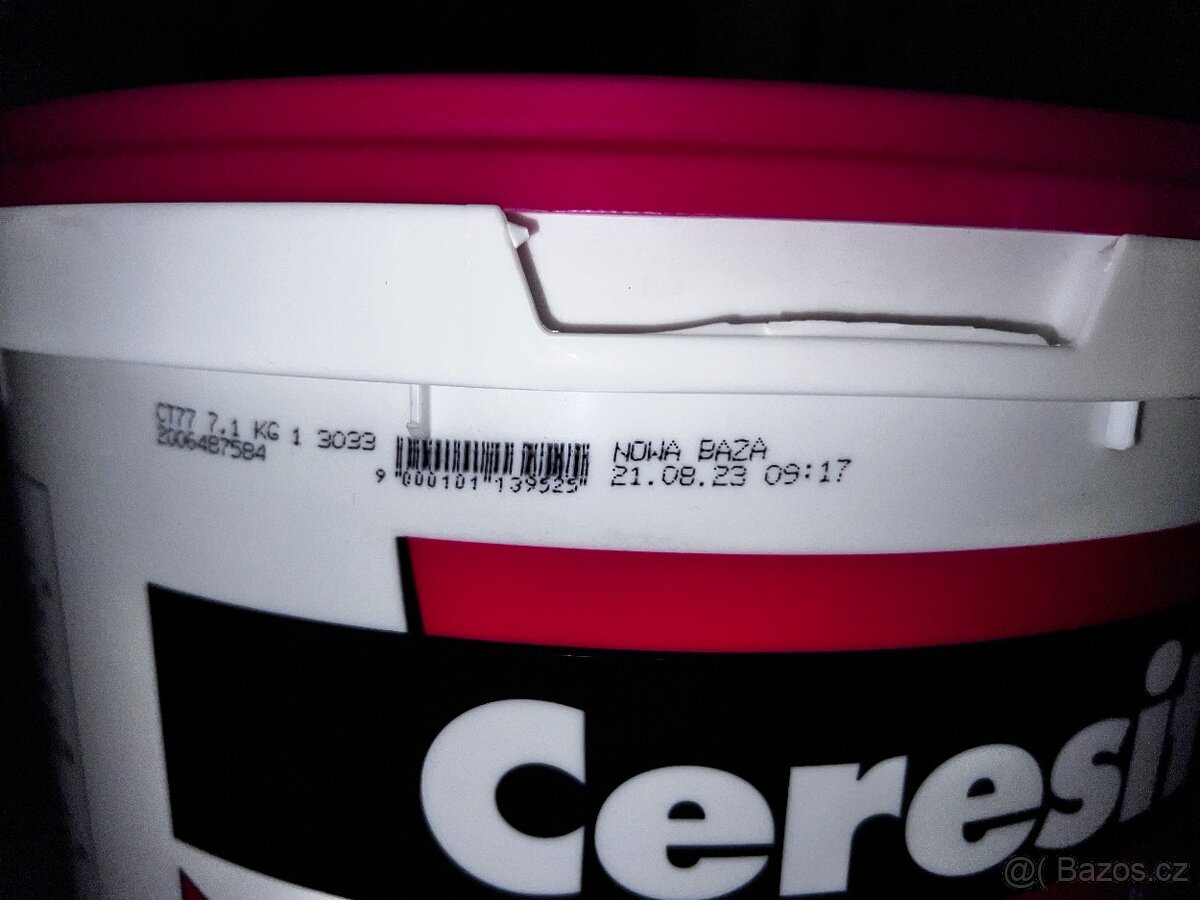 CT77 7.1 KG 1 3033
2006487584
9 000101 139525
NOWA BAZA
21.08.23 09:17
Ceresit
@( Bazos.cz